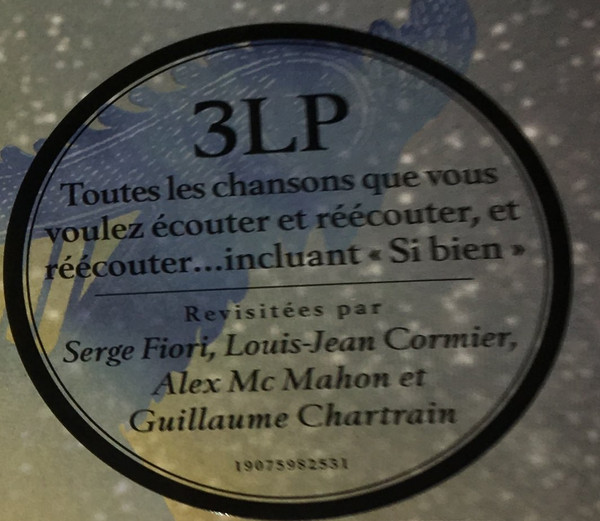 3LP
Toutes les chansons que vous
voulez écouter et réécouter, et
réécouter...incluant « Si bien »
Revisitées par
Serge Fiori, Louis-Jean Cormier,
Alex Mc Mahon et
Guillaume Chartrain
19075982531